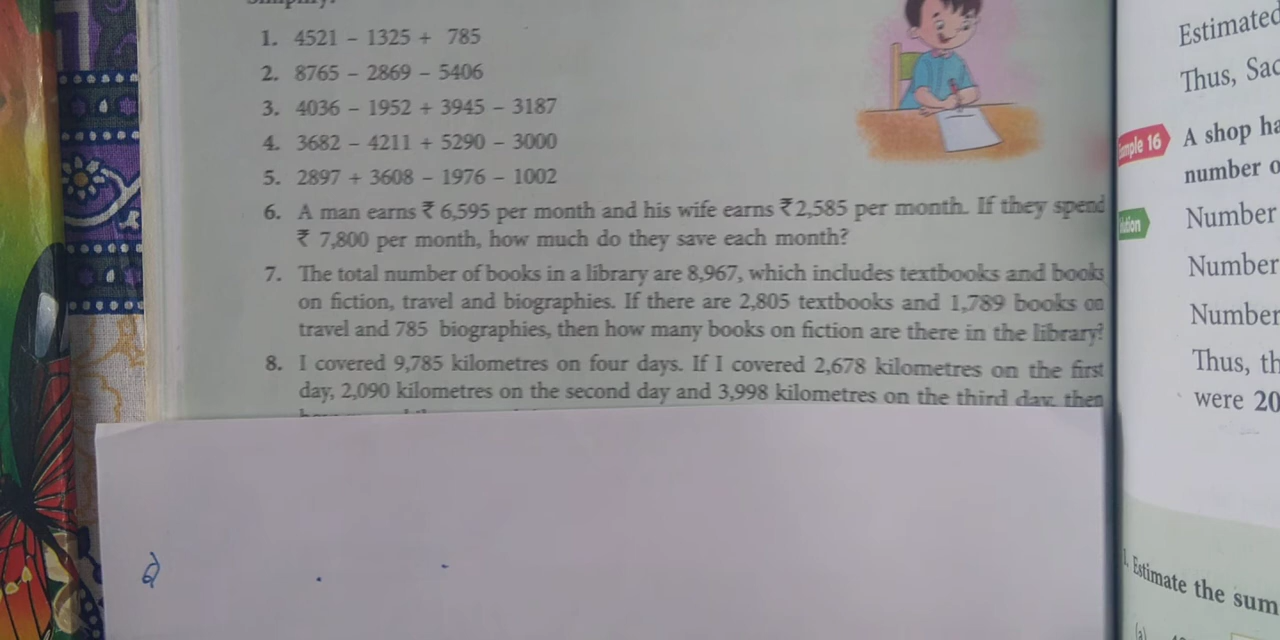 Simplify:
1. 4521 – 1325 + 785
2. 8765 – 2869 – 5406
3. 4036 – 1952 + 3945 – 3187
4. 3682 – 4211 + 5290 – 3000
5. 2897 + 3608 – 1976 – 1002
6. A man earns ₹ 6,595 per month and his wife earns ₹ 2,585 per month. If they spend
₹ 7,800 per month, how much do they save each month?
7. The total number of books in a library are 8,967, which includes textbooks and books
on fiction, travel and biographies. If there are 2,805 textbooks and 1,789 books on
travel and 785 biographies, then how many books on fiction are there in the library?
8. I covered 9,785 kilometres on four days. If I covered 2,678 kilometres on the first
day, 2,090 kilometres on the second day and 3,998 kilometres on the third day, then
Estimated
Thus,
16 A shop
number
Number
Number
Number
Thus,
were 20
1. Estimate the sum
(a)